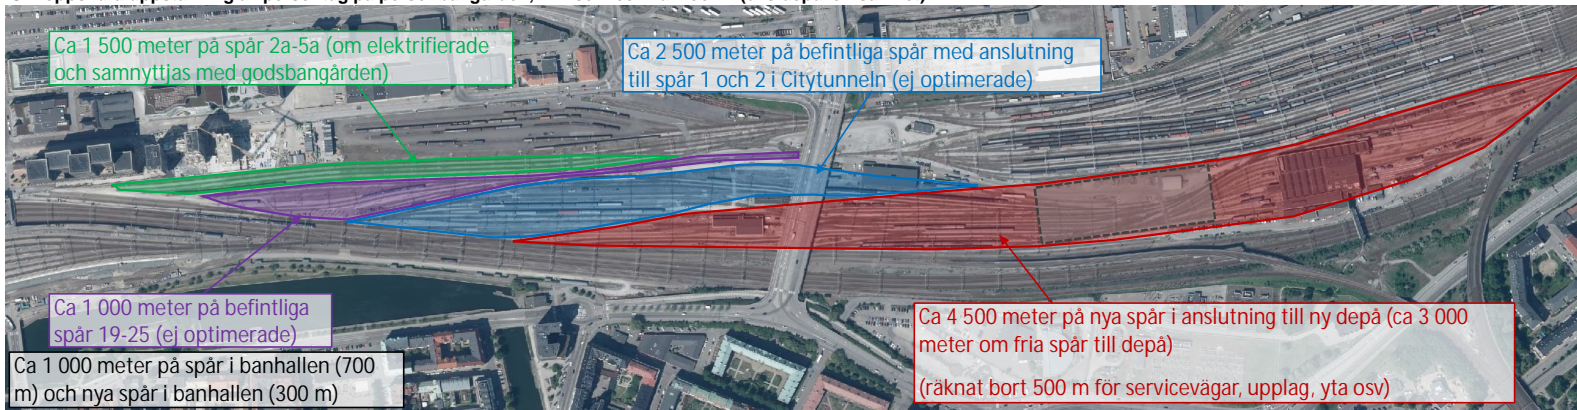 Ca 1 500 meter på spår 2a-5a (om elektrifierade
och samnyttjas med godsbangården)
Ca 2 500 meter på befintliga spår med anslutning
till spår 1 och 2 i Citytunneln (ej optimerade)
Ca 1 000 meter på befintliga
spår 19-25 (ej optimerade)
Ca 1 000 meter på spår i banhallen (700
m) och nya spår i banhallen (300 m)
Ca 4 500 meter på nya spår i anslutning till ny depå (ca 3 000
meter om fria spår till depå)
(räknat bort 500 m för servicevägar, upplag, yta osv)